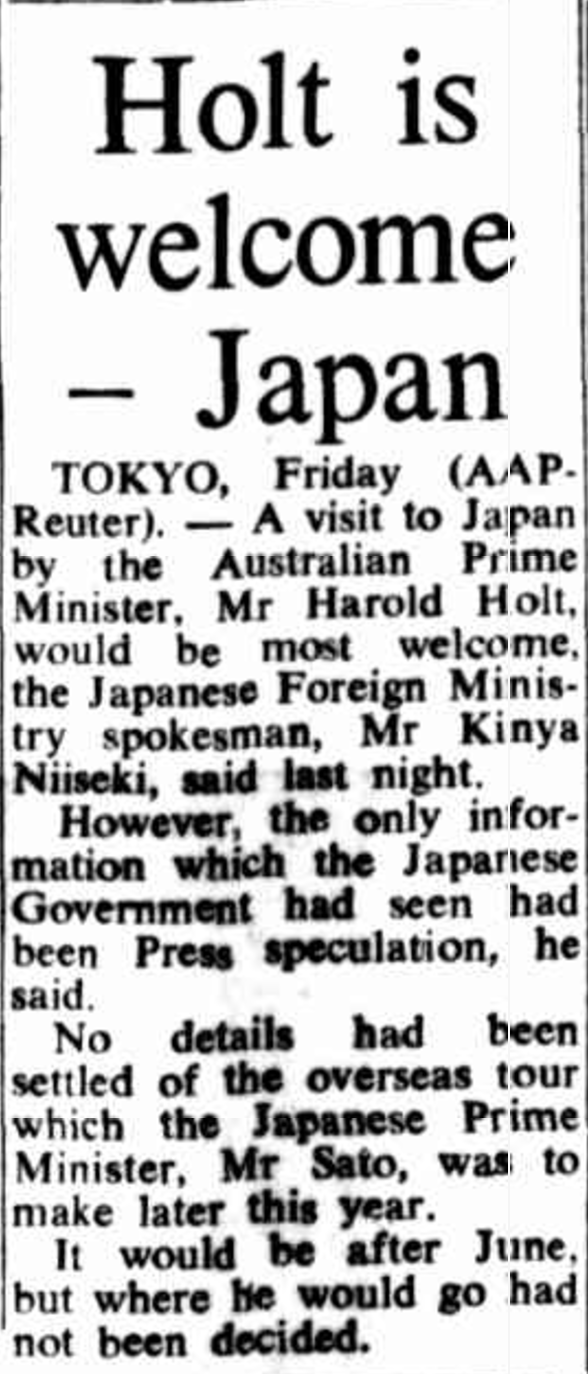 Holt is
welcome
– Japan
TOKYO, Friday (AAP-
Reuter). — A visit to Japan
by the Australian Prime
Minister, Mr Harold Holt,
would be most welcome,
the Japanese Foreign Minis-
try spokesman, Mr Kinya
Niiseki, said last night.
However, the only infor-
mation which the Japanese
Government had seen had
been Press speculation, he
said.
No details had been
settled of the overseas tour
which the Japanese Prime
Minister, Mr Sato, was to
make later this year.
It would be after June,
but where he would go had
not been decided.